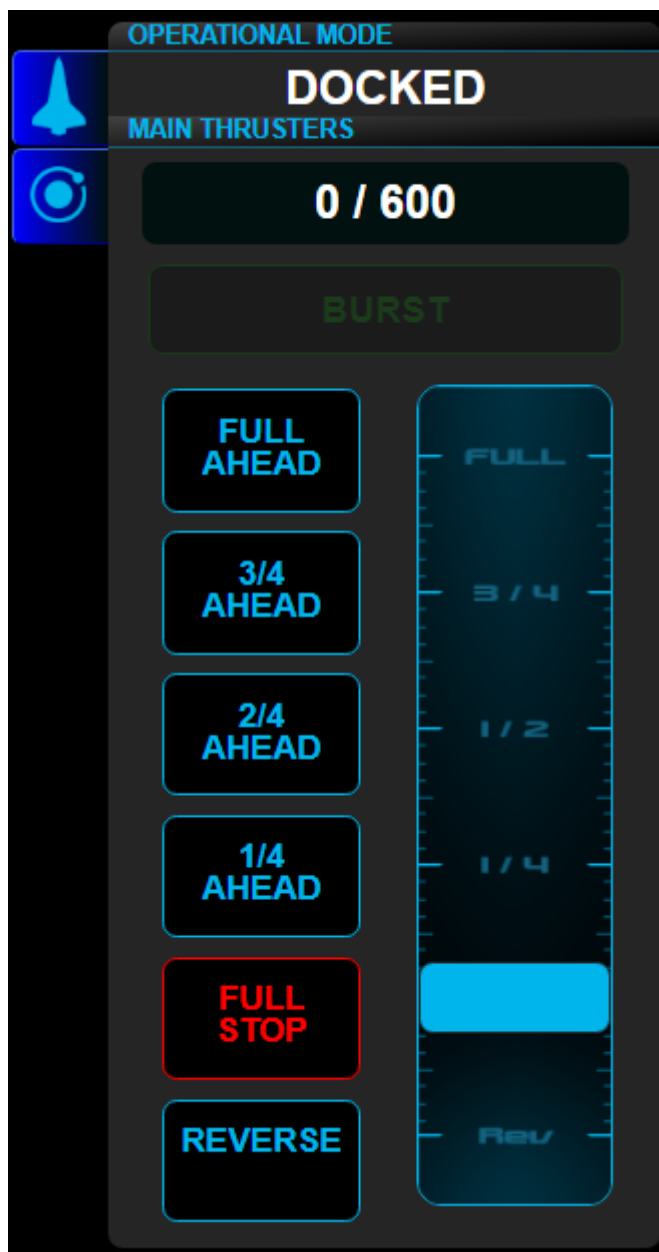 OPERATIONAL MODE
DOCKED
MAIN THRUSTERS
0 / 600
BURST
FULL
AHEAD
3/4
AHEAD
2/4
AHEAD
1/4
AHEAD
FULL
STOP
REVERSE
FULL
3/4
1/2
1/4
Rev